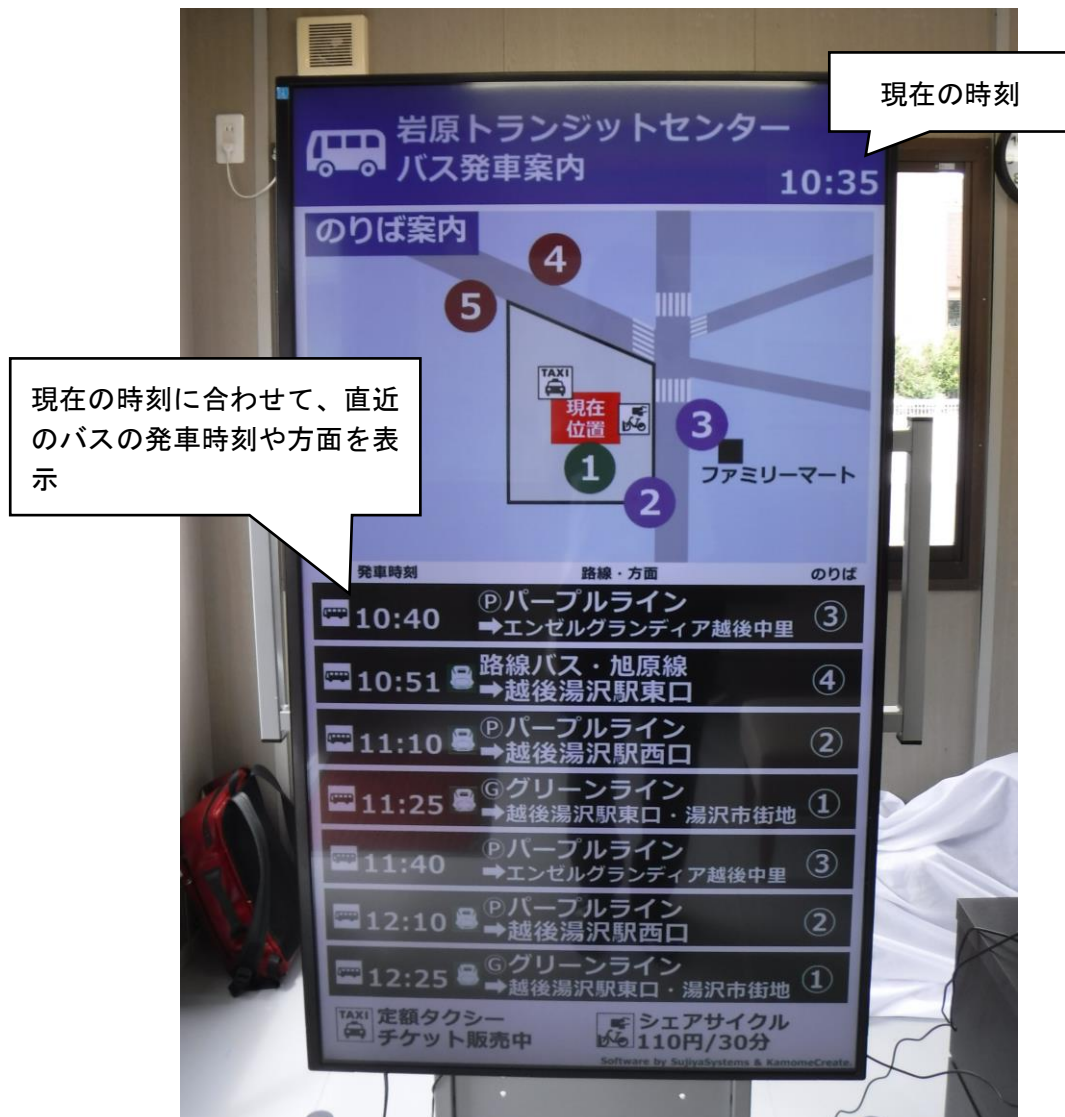 現在の時刻
岩原トランジットセンター
バス発車案内
10:35
のりば案内
4
5
TAXI
現在
位置
3
1
ファミリーマート
2
現在の時刻に合わせて、直近
のバスの発車時刻や方面を表
示
発車時刻 路線・方面 のりば
10:40 Ⓟパープルライン ③
➡エンゼルグランディア越後中里
10:51 路線バス・旭原線 ④
➡越後湯沢駅東口
11:10 Ⓟパープルライン ②
➡越後湯沢駅西口
11:25 Ⓖグリーンライン ①
➡越後湯沢駅東口・湯沢市街地
11:40 Ⓟパープルライン ③
➡エンゼルグランディア越後中里
12:10 Ⓟパープルライン ②
➡越後湯沢駅西口
12:25 Ⓖグリーンライン ①
➡越後湯沢駅東口・湯沢市街地
TAXI 定額タクシー
チケット販売中
シェアサイクル
110円/30分
Software by SujiyaSystems & KamomeCreate.